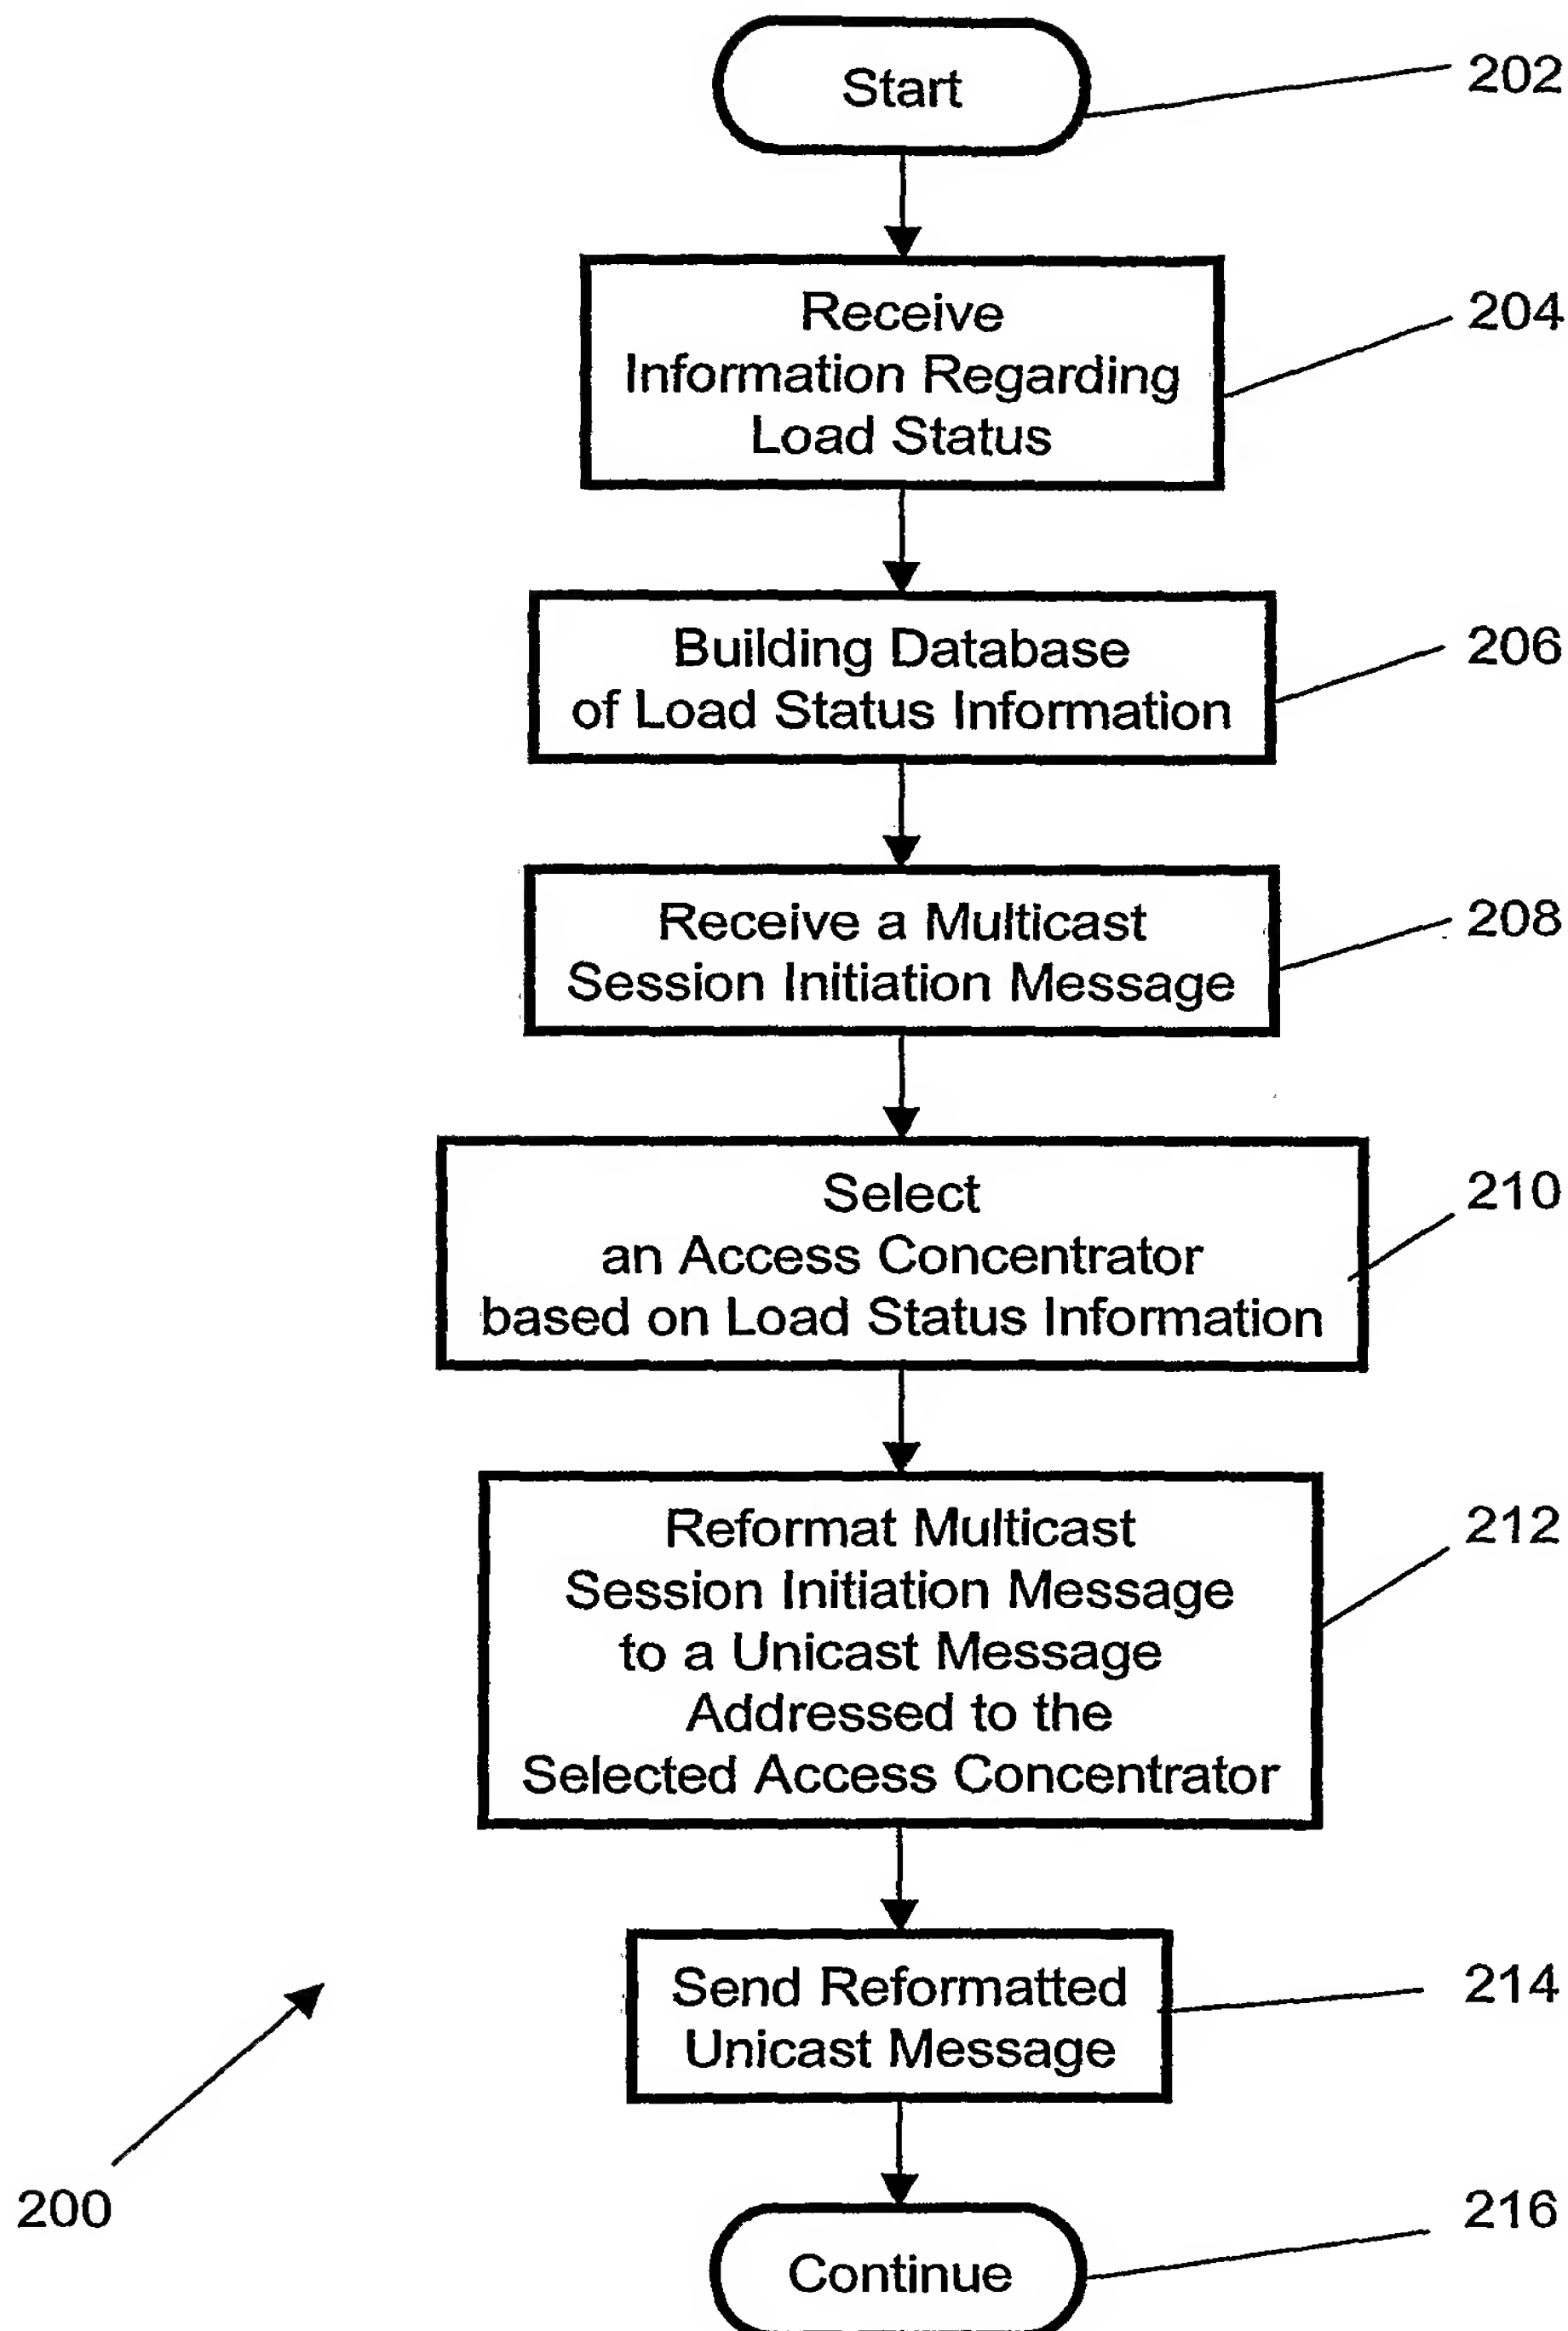 Start
202
Receive
Information Regarding
Load Status
204
Building Database
of Load Status Information
206
Receive a Multicast
Session Initiation Message
208
Select
an Access Concentrator
based on Load Status Information
210
Reformat Multicast
Session Initiation Message
to a Unicast Message
Addressed to the
Selected Access Concentrator
212
Send Reformatted
Unicast Message
214
200
Continue
216